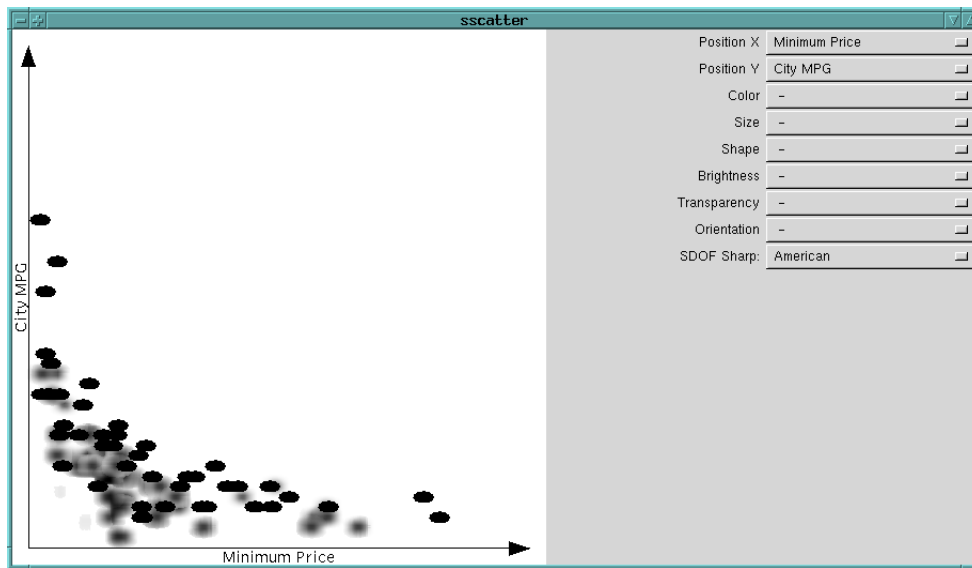 sscatter
Position X Minimum Price
Position Y City MPG
Color -
Size -
Shape -
Brightness -
Transparency -
Orientation -
SDOF Sharp: American
City MPG
Minimum Price